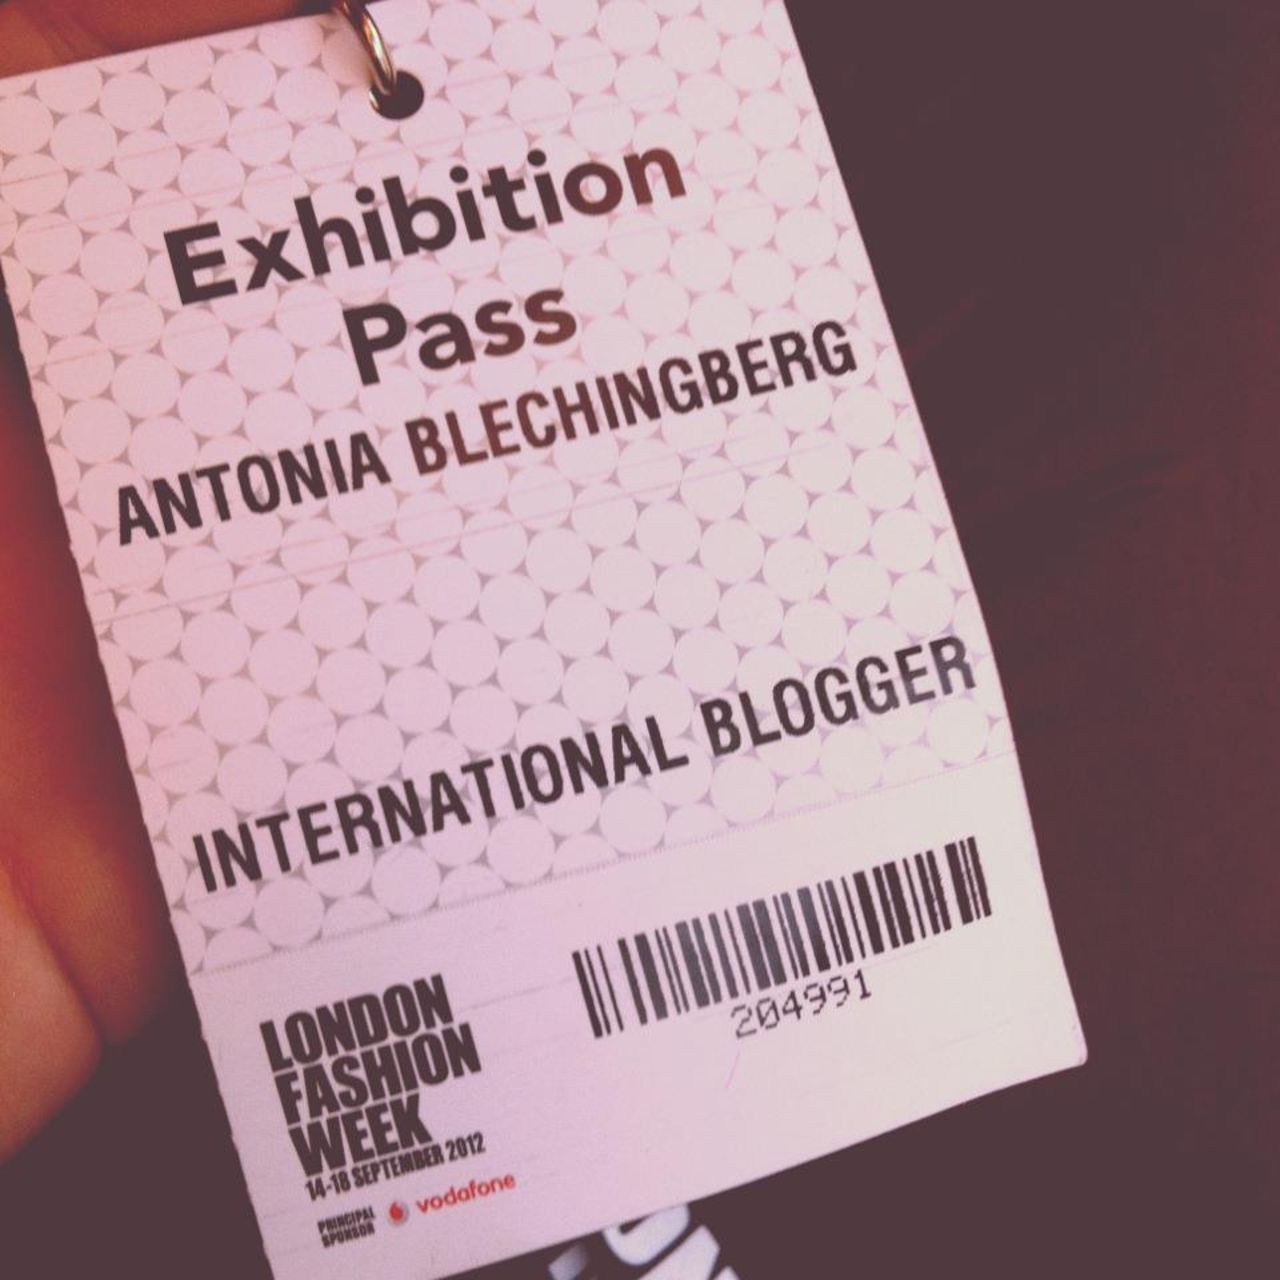 Exhibition
Pass
ANTONIA BLECHINGBERG
INTERNATIONAL BLOGGER
204991
LONDON
FASHION
WEEK
14-18 SEPTEMBER 2012
PRINCIPAL
SPONSOR
vodafone